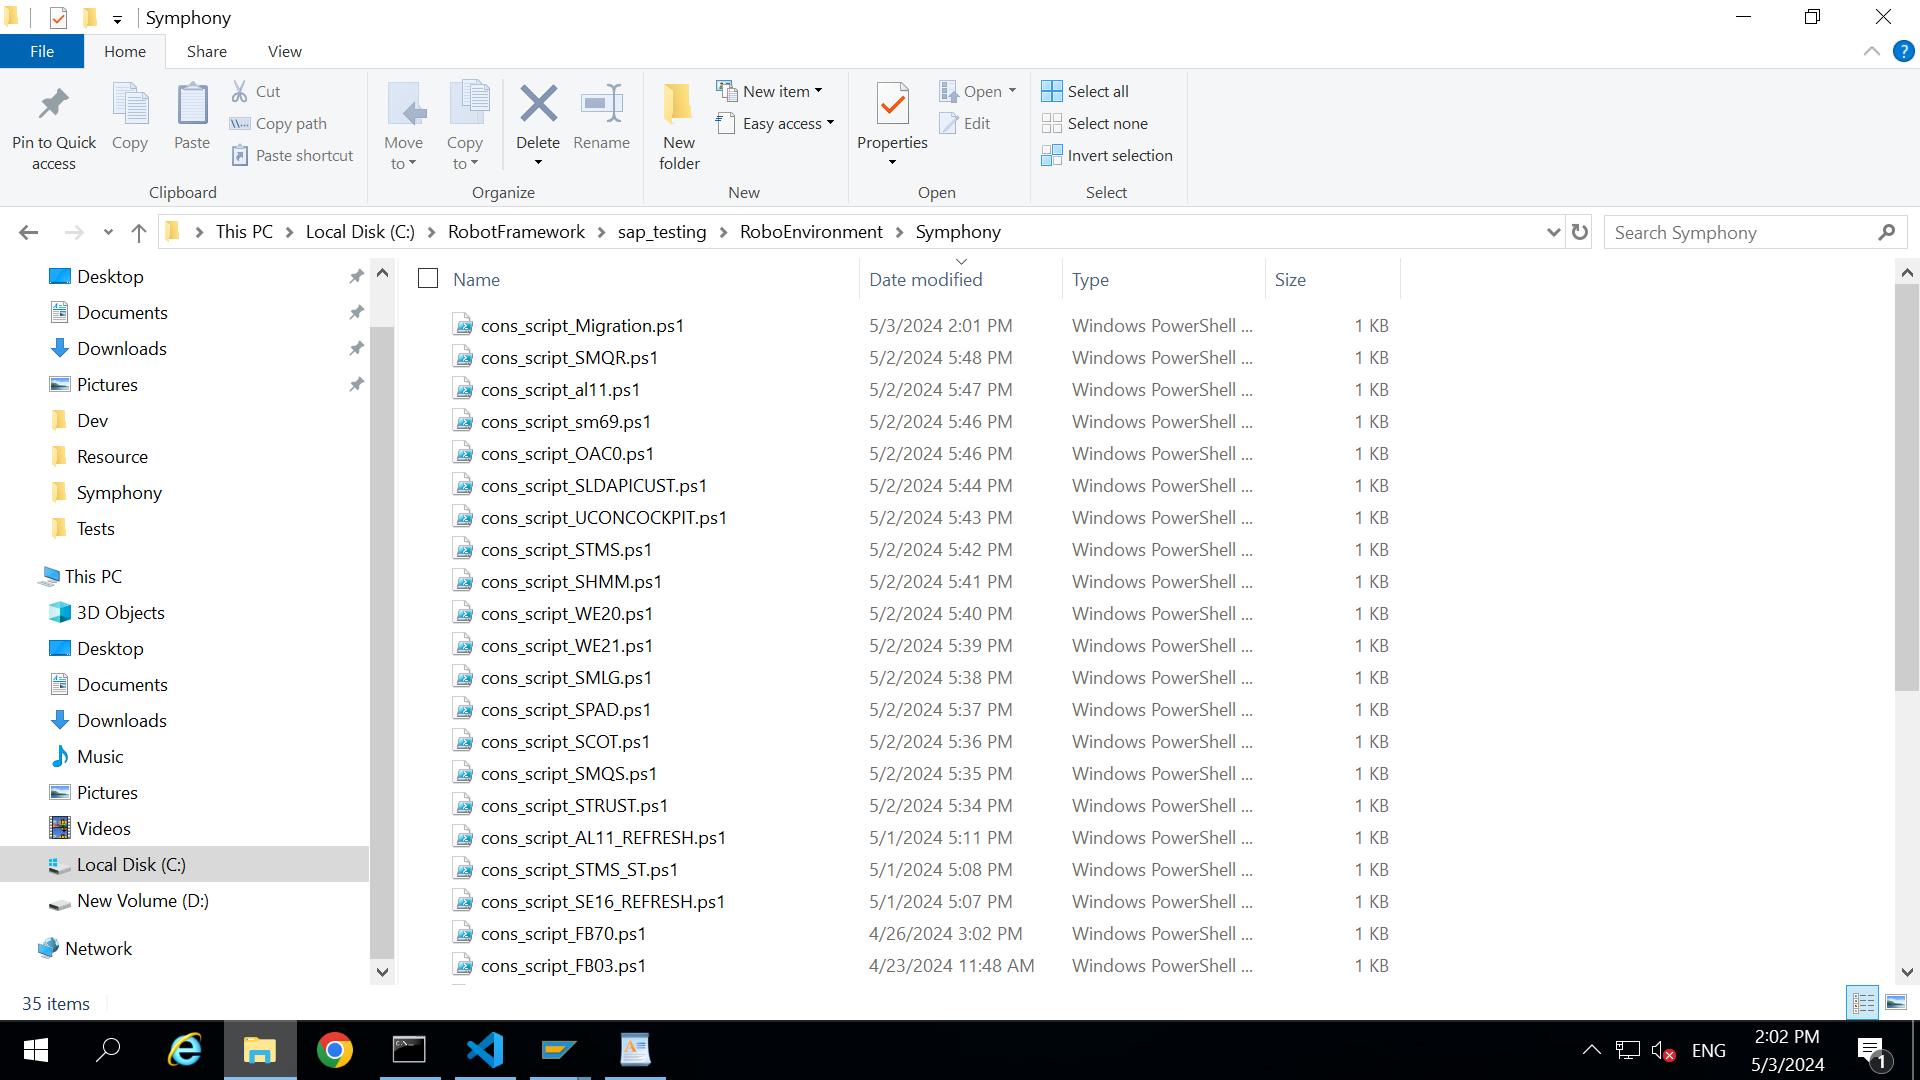 Symphony
File Home Share View
Pin to Quick access
Copy
Paste
Cut
Copy path
Paste shortcut
Clipboard
Move to
Copy to
Delete
Rename
Organize
New folder
New item
Easy access
New
Properties
Open
Edit
Open
Select all
Select none
Invert selection
Select
This PC Local Disk (C:) RobotFramework sap_testing RoboEnvironment Symphony
Search Symphony
Desktop
Documents
Downloads
Pictures
Dev
Resource
Symphony
Tests
This PC
3D Objects
Desktop
Documents
Downloads
Music
Pictures
Videos
Local Disk (C:)
New Volume (D:)
Network
Name Date modified Type Size
cons_script_Migration.ps1 5/3/2024 2:01 PM Windows PowerShell ... 1 KB
cons_script_SMQR.ps1 5/2/2024 5:48 PM Windows PowerShell ... 1 KB
cons_script_al11.ps1 5/2/2024 5:47 PM Windows PowerShell ... 1 KB
cons_script_sm69.ps1 5/2/2024 5:46 PM Windows PowerShell ... 1 KB
cons_script_OAC0.ps1 5/2/2024 5:46 PM Windows PowerShell ... 1 KB
cons_script_SLDAPICUST.ps1 5/2/2024 5:44 PM Windows PowerShell ... 1 KB
cons_script_UCONCOCKPIT.ps1 5/2/2024 5:43 PM Windows PowerShell ... 1 KB
cons_script_STMS.ps1 5/2/2024 5:42 PM Windows PowerShell ... 1 KB
cons_script_SHMM.ps1 5/2/2024 5:41 PM Windows PowerShell ... 1 KB
cons_script_WE20.ps1 5/2/2024 5:40 PM Windows PowerShell ... 1 KB
cons_script_WE21.ps1 5/2/2024 5:39 PM Windows PowerShell ... 1 KB
cons_script_SMLG.ps1 5/2/2024 5:38 PM Windows PowerShell ... 1 KB
cons_script_SPAD.ps1 5/2/2024 5:37 PM Windows PowerShell ... 1 KB
cons_script_SCOT.ps1 5/2/2024 5:36 PM Windows PowerShell ... 1 KB
cons_script_SMQS.ps1 5/2/2024 5:35 PM Windows PowerShell ... 1 KB
cons_script_STRUST.ps1 5/2/2024 5:34 PM Windows PowerShell ... 1 KB
cons_script_AL11_REFRESH.ps1 5/1/2024 5:11 PM Windows PowerShell ... 1 KB
cons_script_STMS_ST.ps1 5/1/2024 5:08 PM Windows PowerShell ... 1 KB
cons_script_SE16_REFRESH.ps1 5/1/2024 5:07 PM Windows PowerShell ... 1 KB
cons_script_FB70.ps1 4/26/2024 3:02 PM Windows PowerShell ... 1 KB
cons_script_FB03.ps1 4/23/2024 11:48 AM Windows PowerShell ... 1 KB
35 items
ENG
2:02 PM
5/3/2024
1